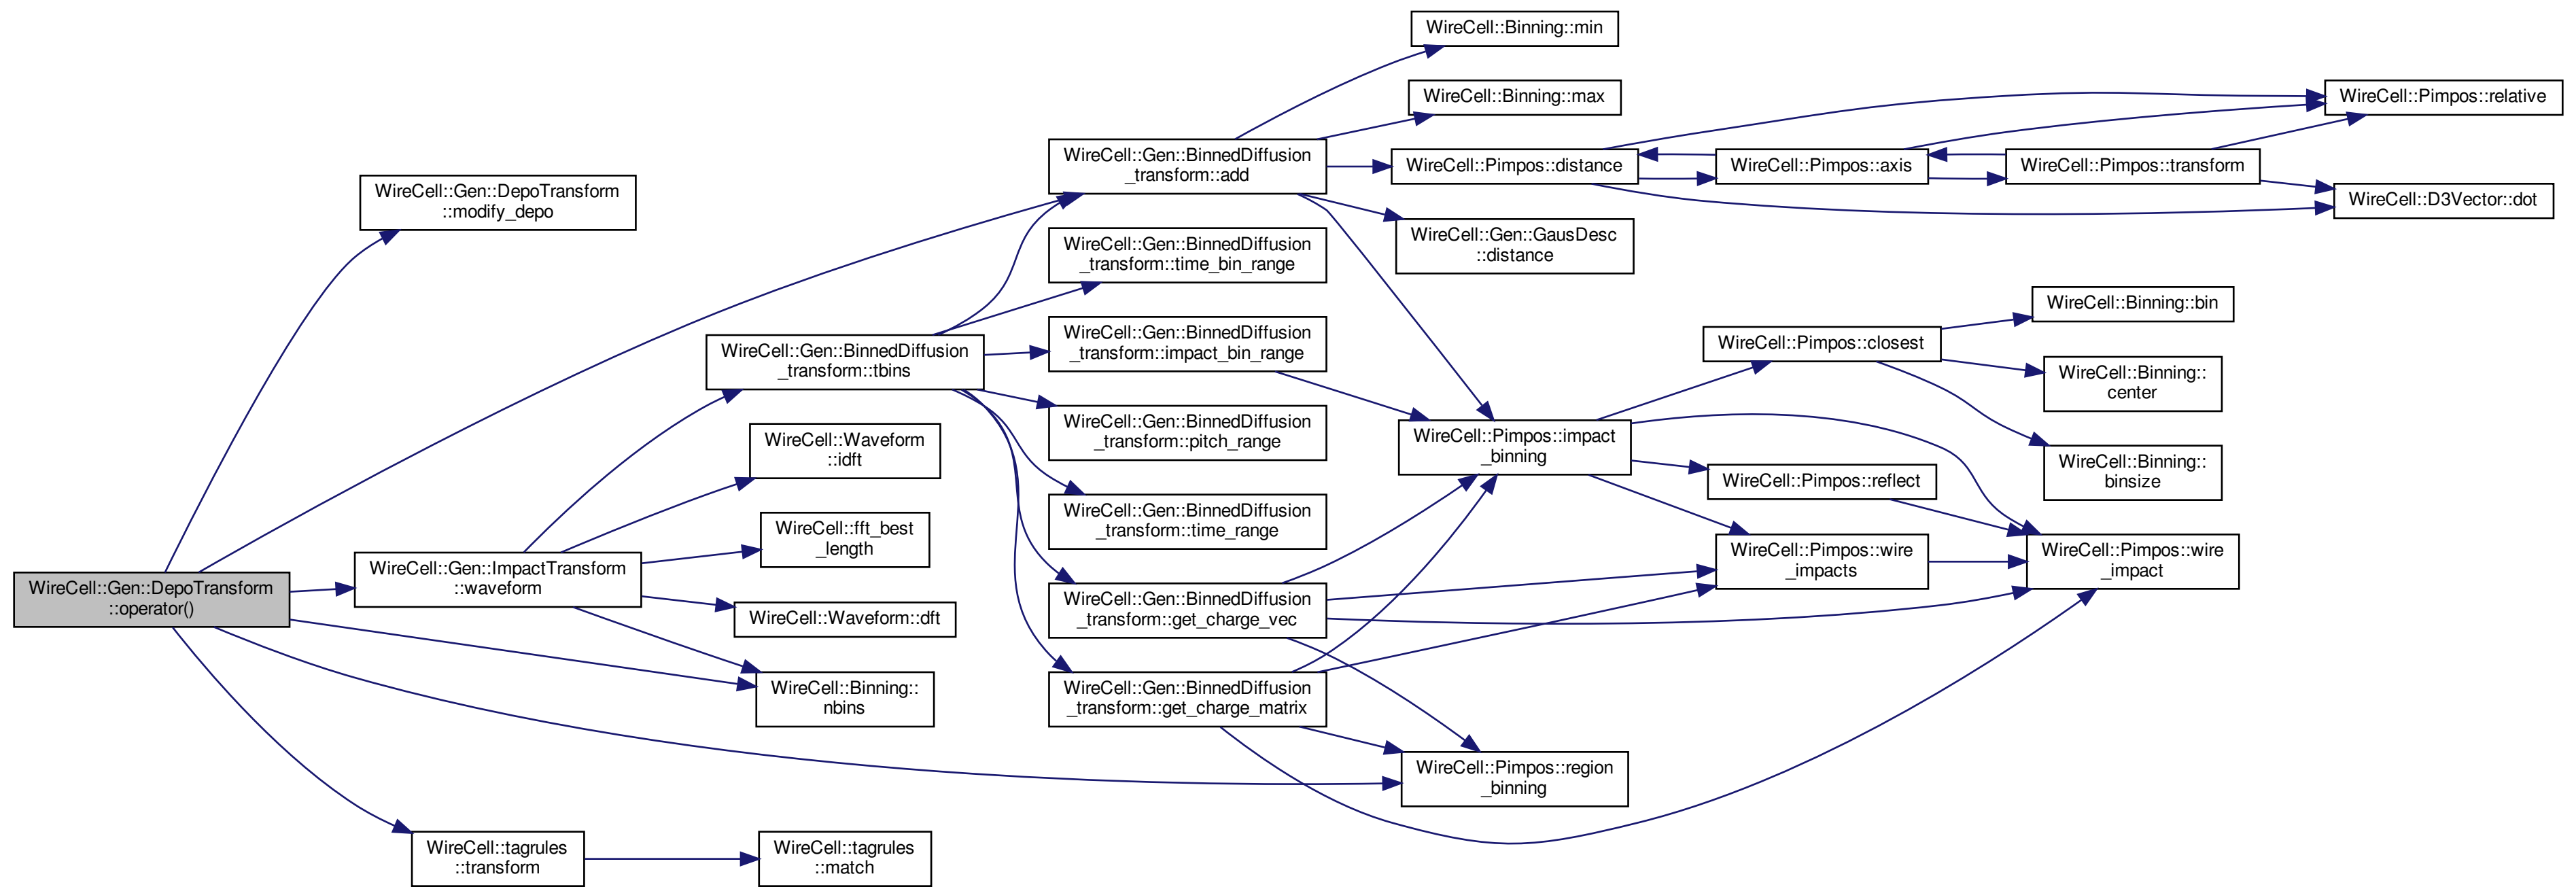 WireCell::Gen::DepoTransform
::operator()
WireCell::Gen::DepoTransform
::modify_depo
WireCell::Gen::ImpactTransform
::waveform
WireCell::tagrules
::transform
WireCell::Gen::BinnedDiffusion
_transform::tbins
WireCell::Waveform
::idft
WireCell::fft_best
_length
WireCell::Waveform::dft
WireCell::Binning::
nbins
WireCell::tagrules
::match
WireCell::Gen::BinnedDiffusion
_transform::add
WireCell::Gen::BinnedDiffusion
_transform::time_bin_range
WireCell::Gen::BinnedDiffusion
_transform::impact_bin_range
WireCell::Gen::BinnedDiffusion
_transform::pitch_range
WireCell::Gen::BinnedDiffusion
_transform::time_range
WireCell::Gen::BinnedDiffusion
_transform::get_charge_vec
WireCell::Gen::BinnedDiffusion
_transform::get_charge_matrix
WireCell::Binning::min
WireCell::Binning::max
WireCell::Pimpos::distance
WireCell::Gen::GausDesc
::distance
WireCell::Pimpos::impact
_binning
WireCell::Pimpos::region
_binning
WireCell::Pimpos::axis
WireCell::Pimpos::closest
WireCell::Pimpos::reflect
WireCell::Pimpos::wire
_impacts
WireCell::Pimpos::transform
WireCell::Binning::bin
WireCell::Binning::
center
WireCell::Binning::
binsize
WireCell::Pimpos::wire
_impact
WireCell::Pimpos::relative
WireCell::D3Vector::dot